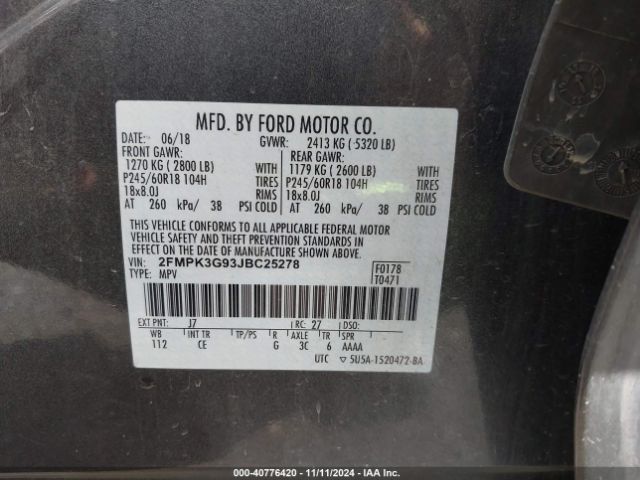 MFD. BY FORD MOTOR CO.
DATE: 06/18 GVWR: 2413 KG ( 5320 LB)
FRONT GAWR: REAR GAWR:
1270 KG ( 2800 LB) WITH 1179 KG ( 2600 LB) WITH
P245/60R18 104H TIRES P245/60R18 104H TIRES
18x8.0J RIMS 18x8.0J RIMS
AT 260 kPa/ 38 PSI COLD AT 260 kPa/ 38 PSI COLD
THIS VEHICLE CONFORMS TO ALL APPLICABLE FEDERAL MOTOR
VEHICLE SAFETY AND THEFT PREVENTION STANDARDS IN
EFFECT ON THE DATE OF MANUFACTURE SHOWN ABOVE.
VIN: 2FMPK3G93JBC25278 F0178
TYPE: MPV T0471
EXT PNT: J7 RC: 27 DSO:
WB INT TR TP/PS R AXLE TR SPR
112 CE G 3C 6 AAAA
UTC ▽ 5U5A-1520472-BA
000-40776420 - 11/11/2024 - IAAI.COM